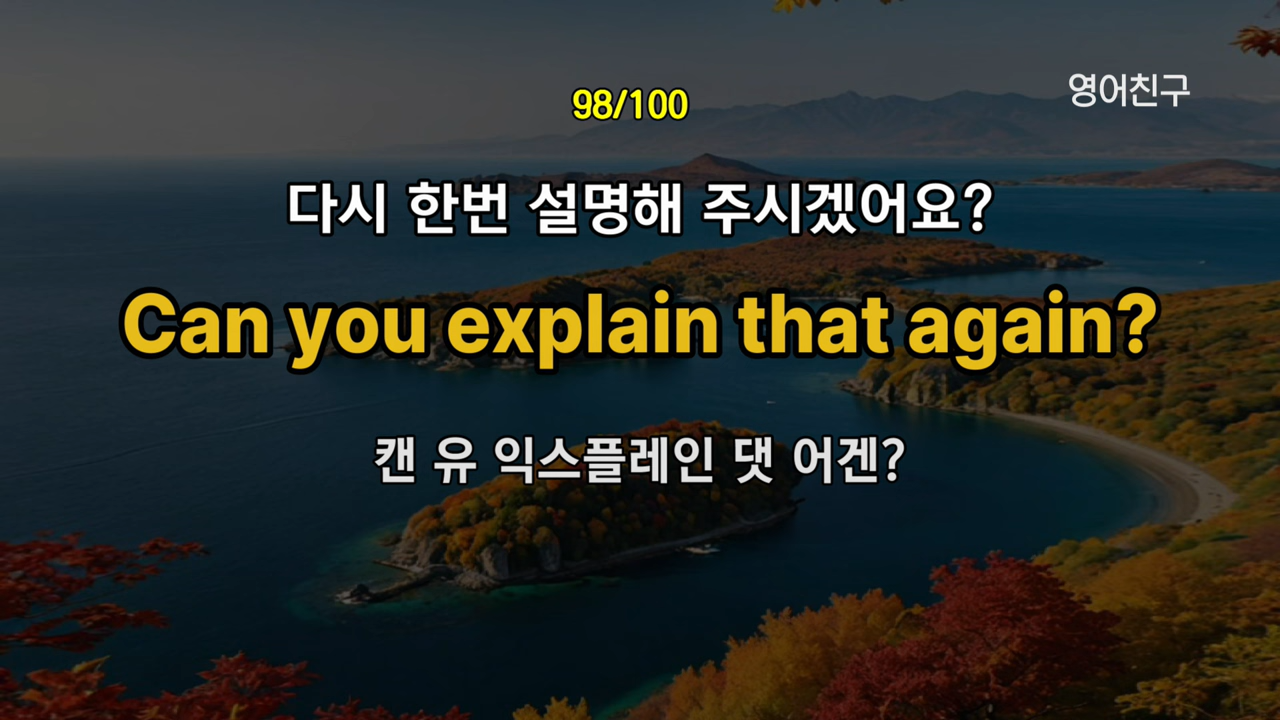 98/100
영어친구
다시 한번 설명해 주시겠어요?
Can you explain that again?
캔 유 익스플레인 댓 어겐?